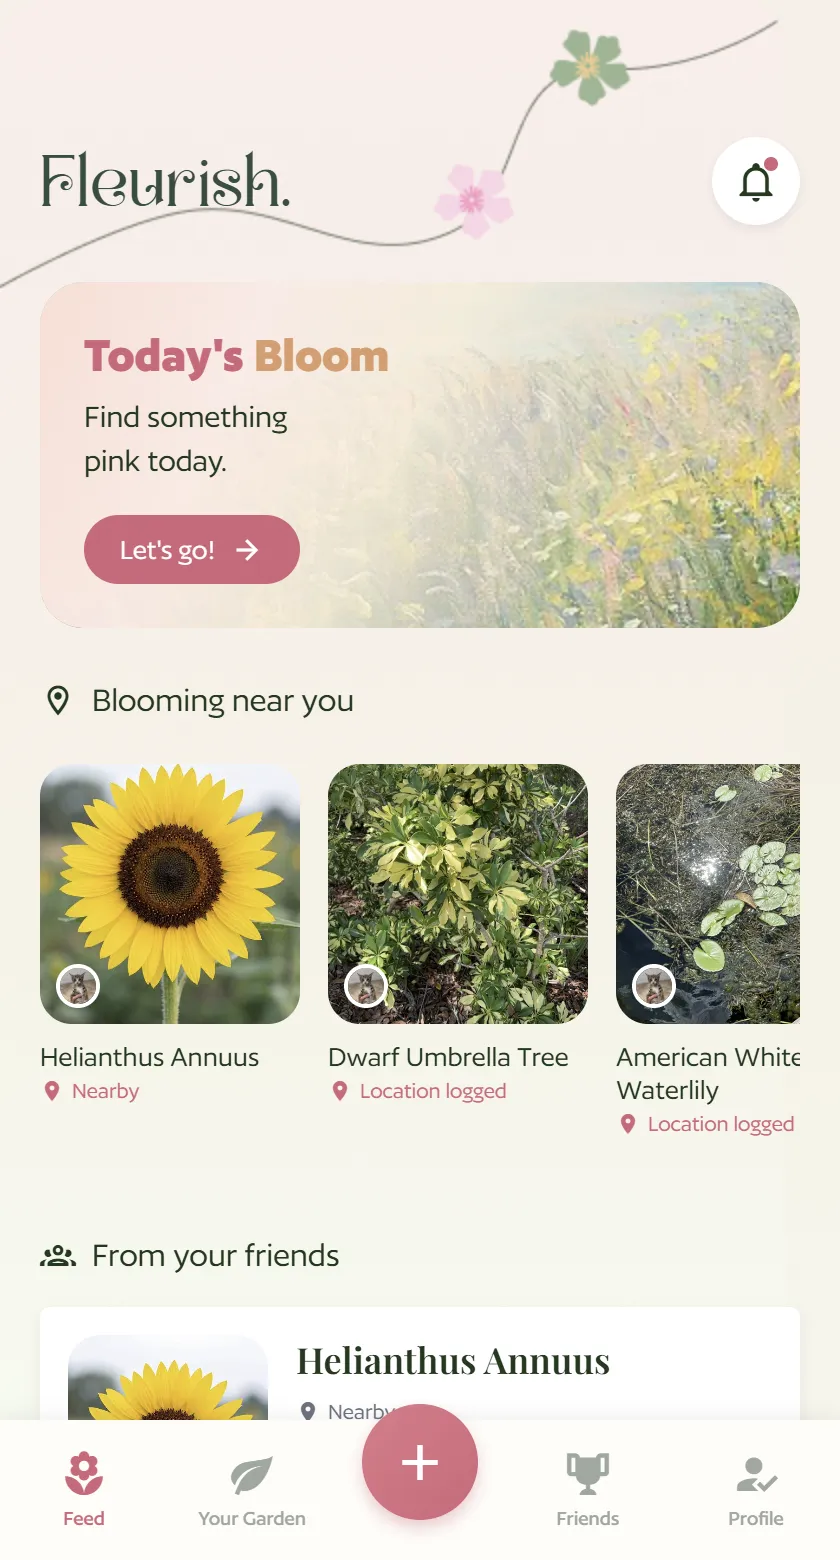 Fleurish.
Today's Bloom
Find something
pink today.
Let's go!
Blooming near you
Helianthus Annuus
Nearby
Dwarf Umbrella Tree
Location logged
American White
Waterlily
Location logged
From your friends
Helianthus Annuus
Nearby
Feed
Your Garden
Friends
Profile